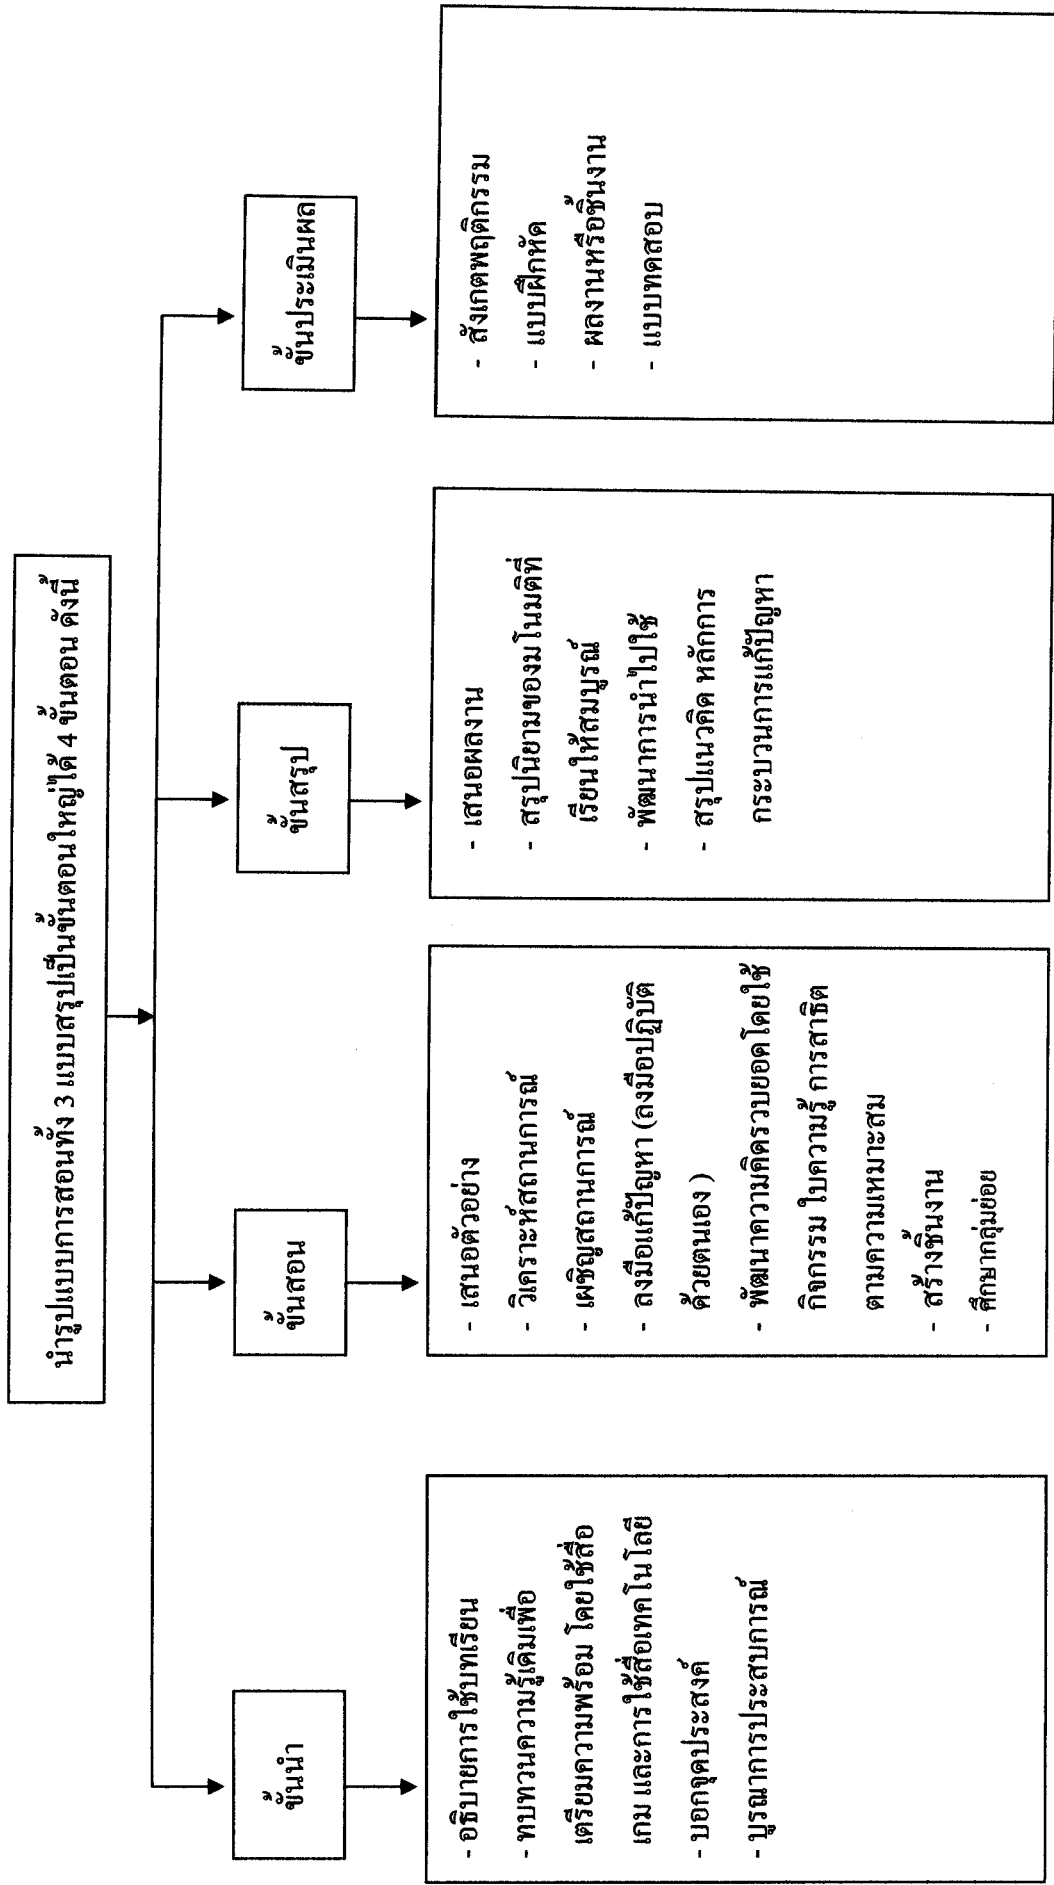 นำรูปแบบการสอนทั้ง 3 แบบสรุปเป็นขั้นตอนใหญ่ได้ 4 ขั้นตอน ดังนี้
ขั้นนำ
- อธิบายการใช้บทเรียน
- ทบทวนความรู้เดิมเพื่อ
เตรียมความพร้อม โดยใช้สื่อ
เกม และการใช้สื่อเทคโนโลยี
- บอกจุดประสงค์
- บูรณาการประสบการณ์
ขั้นสอน
- เสนอตัวอย่าง
- วิเคราะห์สถานการณ์
- เผชิญสถานการณ์
- ลงมือแก้ปัญหา (ลงมือปฏิบัติ
ด้วยตนเอง )
- พัฒนาความคิดรวบยอดโดยใช้
กิจกรรม ใบความรู้ การสาธิต
ตามความเหมาะสม
- สร้างชิ้นงาน
- ศึกษากลุ่มย่อย
ขั้นสรุป
- เสนอผลงาน
- สรุปนิยามของมโนมติที่
เรียนให้สมบูรณ์
- พัฒนาการนำไปใช้
- สรุปแนวคิด หลักการ
กระบวนการแก้ปัญหา
ขั้นประเมินผล
- สังเกตพฤติกรรม
- แบบฝึกหัด
- ผลงานหรือชิ้นงาน
- แบบทดสอบ